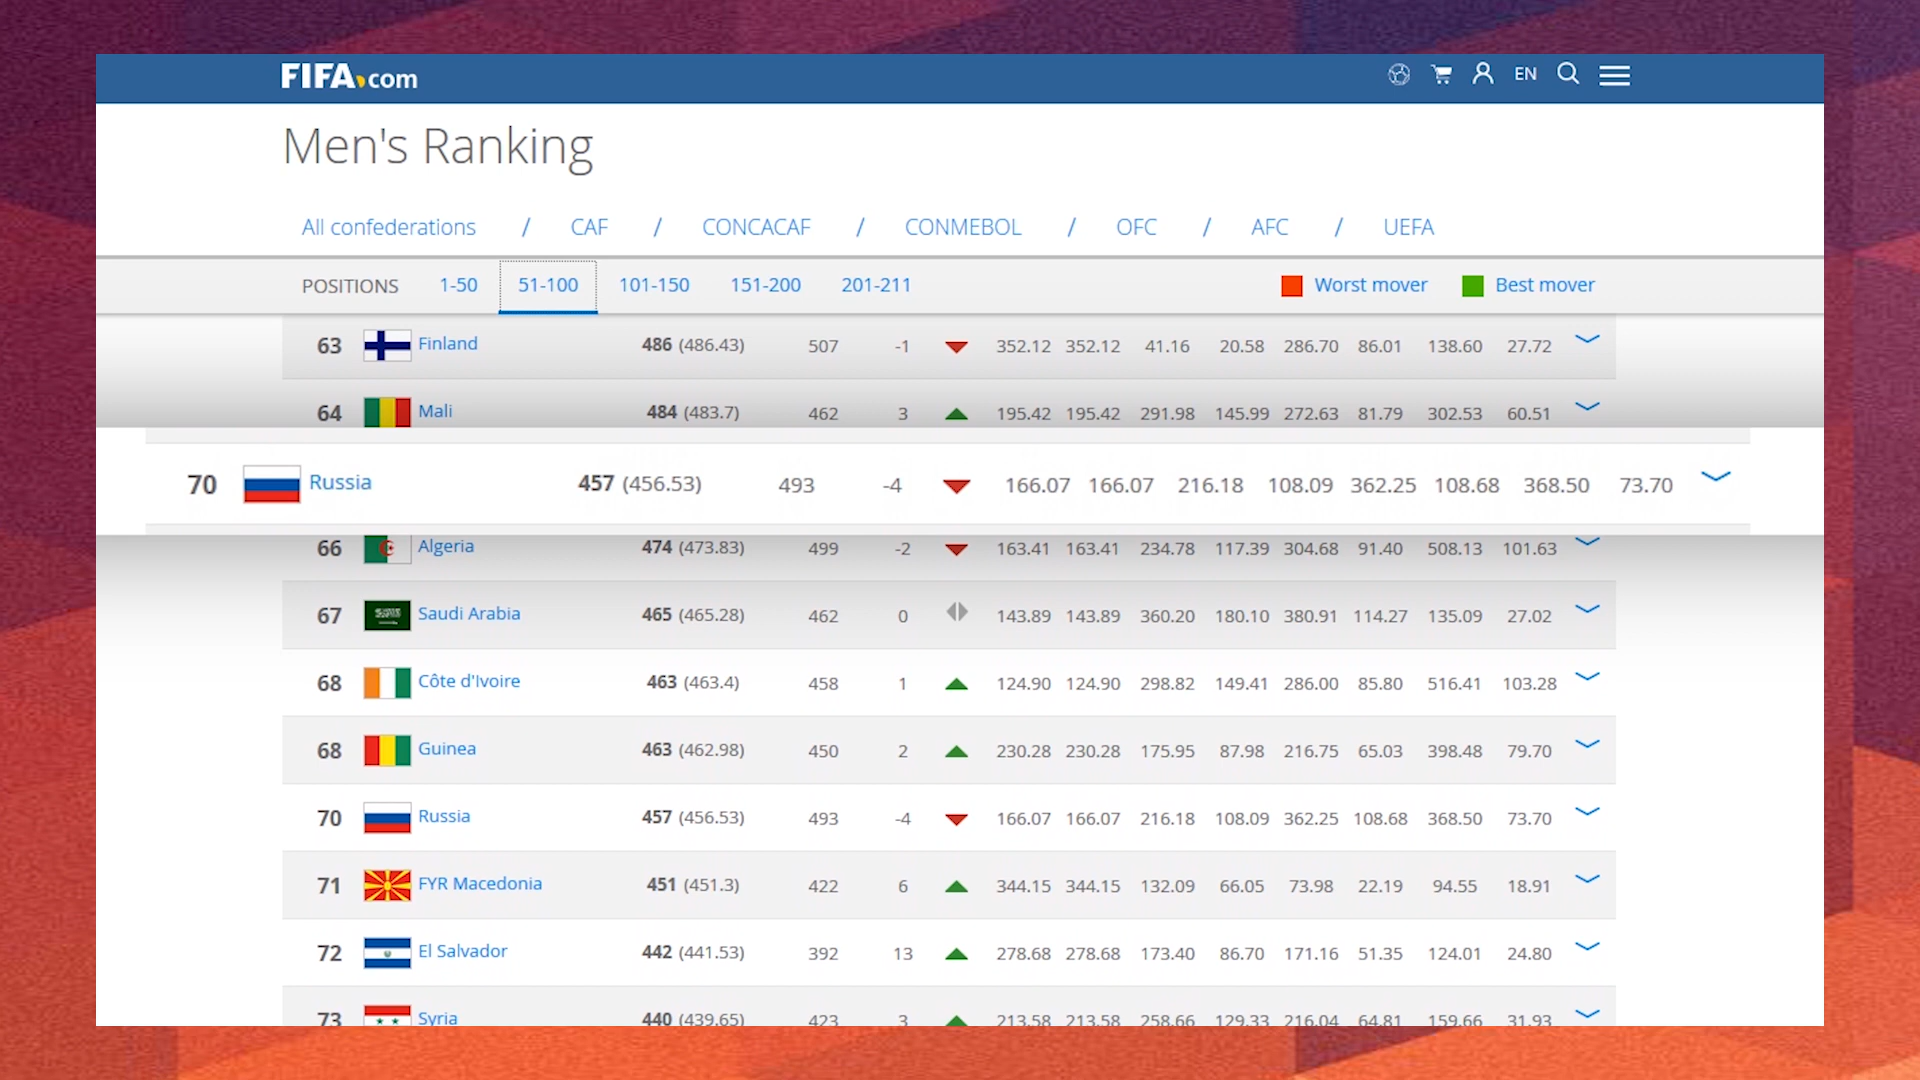 FIFA.com EN
Men's Ranking
All confederations / CAF / CONCACAF / CONMEBOL / OFC / AFC / UEFA
POSITIONS 1-50 51-100 101-150 151-200 201-211 Worst mover Best mover
63 Finland 486 (486.43) 507 -1 352.12 352.12 41.16 20.58 286.70 86.01 138.60 27.72
64 Mali 484 (483.7) 462 3 195.42 195.42 291.98 145.99 272.63 81.79 302.53 60.51
70 Russia 457 (456.53) 493 -4 166.07 166.07 216.18 108.09 362.25 108.68 368.50 73.70
66 Algeria 474 (473.83) 499 -2 163.41 163.41 234.78 117.39 304.68 91.40 508.13 101.63
67 Saudi Arabia 465 (465.28) 462 0 143.89 143.89 360.20 180.10 380.91 114.27 135.09 27.02
68 Côte d'Ivoire 463 (463.4) 458 1 124.90 124.90 298.82 149.41 286.00 85.80 516.41 103.28
68 Guinea 463 (462.98) 450 2 230.28 230.28 175.95 87.98 216.75 65.03 398.48 79.70
70 Russia 457 (456.53) 493 -4 166.07 166.07 216.18 108.09 362.25 108.68 368.50 73.70
71 FYR Macedonia 451 (451.3) 422 6 344.15 344.15 132.09 66.05 73.98 22.19 94.55 18.91
72 El Salvador 442 (441.53) 392 13 278.68 278.68 173.40 86.70 171.16 51.35 124.01 24.80
73 Syria 440 (439.65) 423 3 213.58 213.58 258.66 129.33 216.04 64.81 159.66 31.93